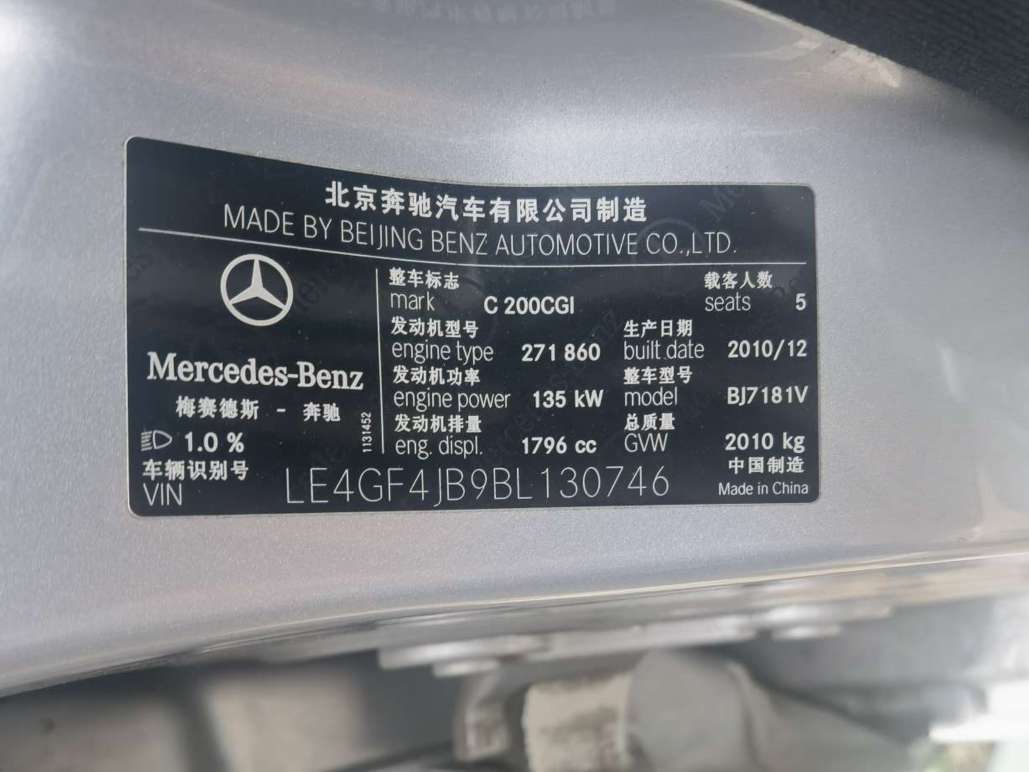 北京奔驰汽车有限公司制造
MADE BY BEIJING BENZ AUTOMOTIVE CO.,LTD.
整车标志 载客人数
mark C 200CGI seats 5
发动机型号 生产日期
engine type 271 860 built.date 2010/12
发动机功率 整车型号
engine power 135 kW model BJ7181V
发动机排量 总质量
eng. displ. 1796 cc GVW 2010 kg
Mercedes-Benz
梅赛德斯 - 奔驰
1.0 %
1131452
车辆识别号
VIN LE4GF4JB9BL130746
中国制造
Made in China